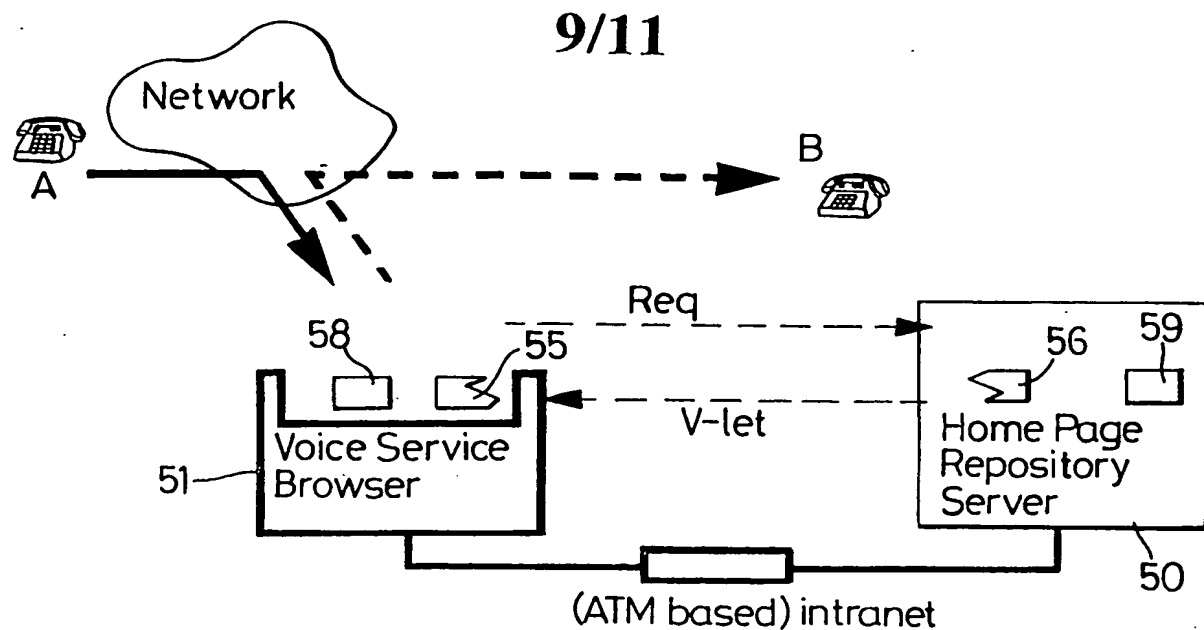 9/11
Network
A
B
Req
58
55
56
59
V-let
Voice Service
Browser
51
Home Page
Repository
Server
50
(ATM based) intranet